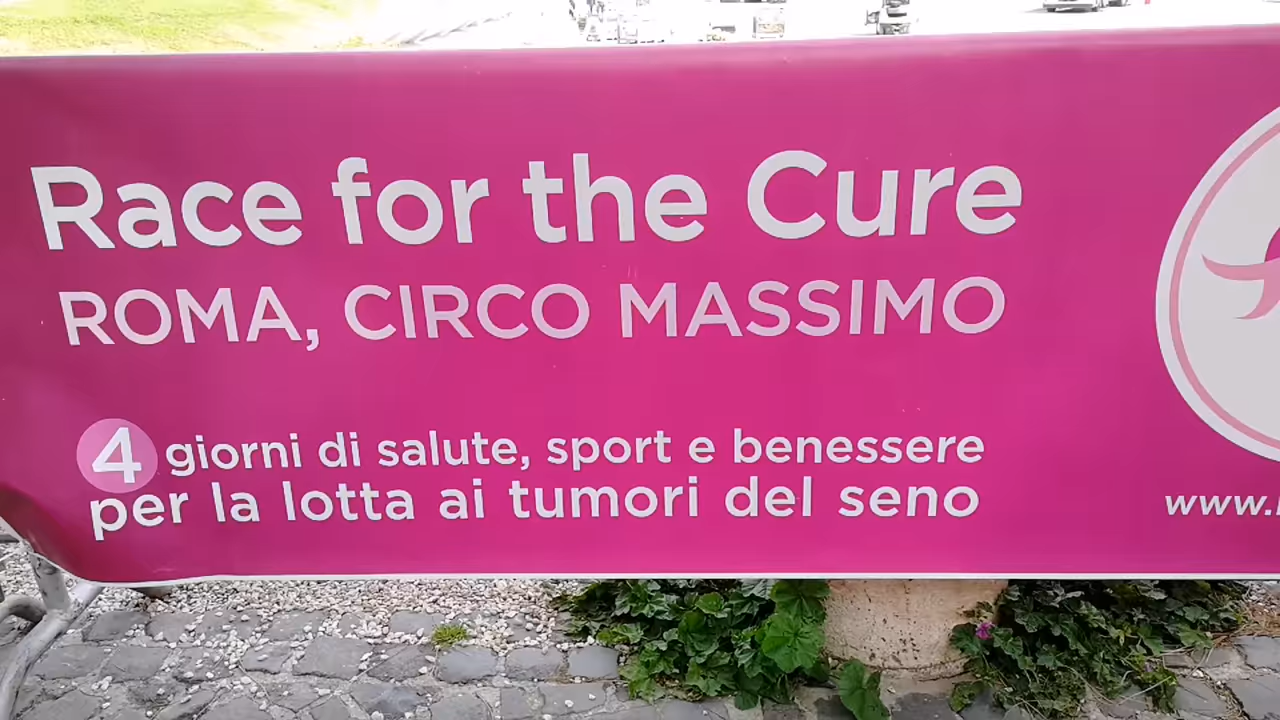 Race for the Cure
ROMA, CIRCO MASSIMO
4 giorni di salute, sport e benessere
per la lotta ai tumori del seno
www.